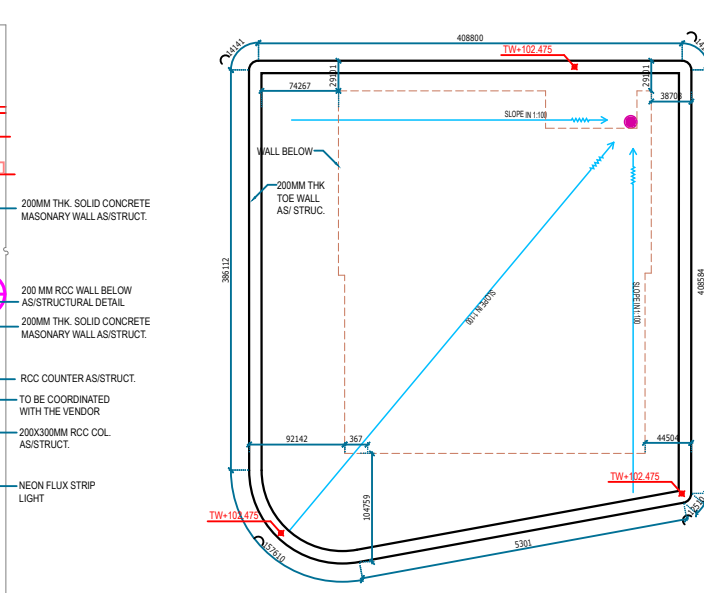 200MM THK. SOLID CONCRETE
MASONARY WALL AS/STRUCT.
200 MM RCC WALL BELOW
AS/STRUCTURAL DETAIL
200MM THK. SOLID CONCRETE
MASONARY WALL AS/STRUCT.
RCC COUNTER AS/STRUCT.
TO BE COORDINATED
WITH THE VENDOR
200X300MM RCC COL.
AS/STRUCT.
NEON FLUX STRIP
LIGHT
14141
408800
TW+102.475
74267
29101
29101
SLOPE IN 1:100
WALL BELOW
200MM THK
TOE WALL
AS/ STRUC.
386112
408584
SLOPE IN 1:100
SLOPE IN 1:100
92142
367
44504
104759
TW+102.475
TW+102.475
157610
5301